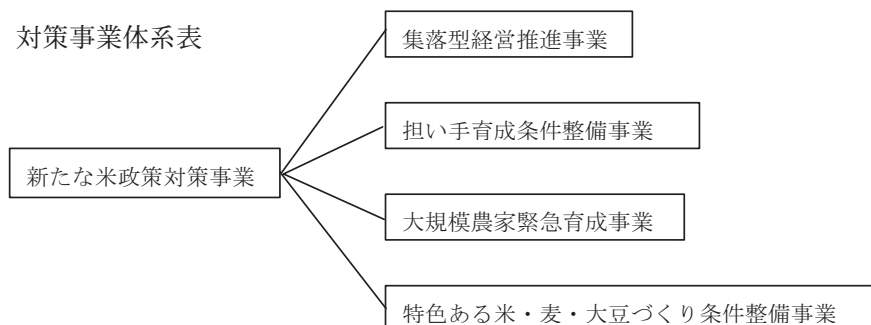 対策事業体系表
集落型経営推進事業
担い手育成条件整備事業
新たな米政策対策事業
大規模農家緊急育成事業
特色ある米・麦・大豆づくり条件整備事業